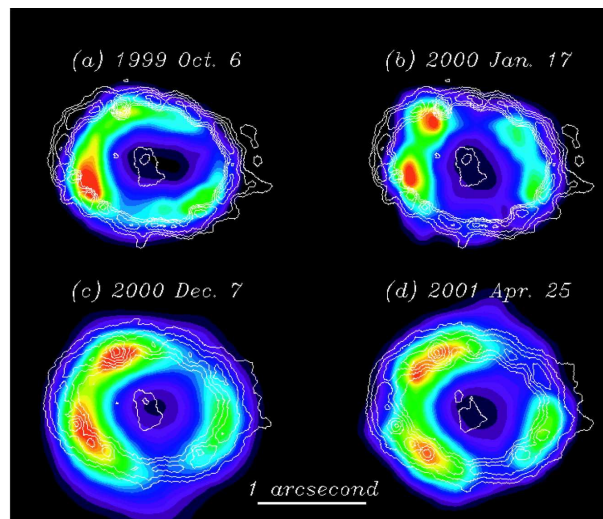 (a) 1999 Oct. 6
(b) 2000 Jan. 17
(c) 2000 Dec. 7
(d) 2001 Apr. 25
1 arcsecond